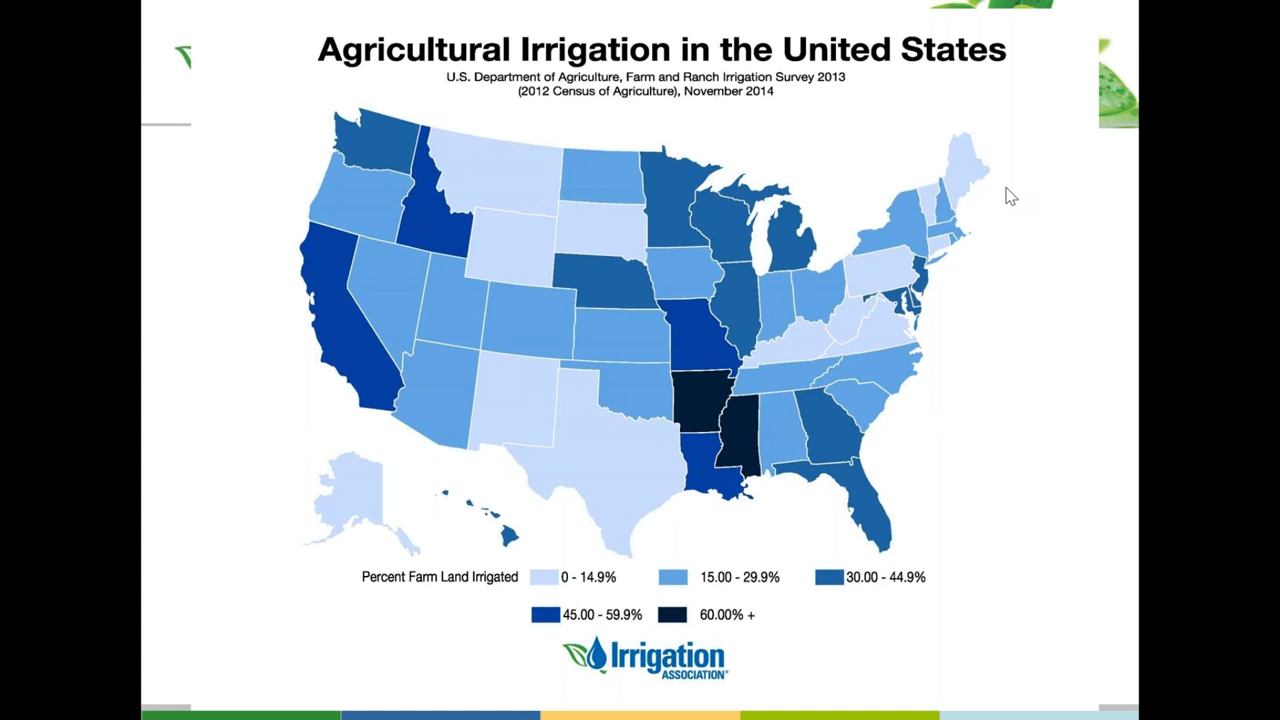 Agricultural Irrigation in the United States
U.S. Department of Agriculture, Farm and Ranch Irrigation Survey 2013
(2012 Census of Agriculture), November 2014
Percent Farm Land Irrigated
0 - 14.9%
15.00 - 29.9%
30.00 - 44.9%
45.00 - 59.9%
60.00% +
Irrigation
ASSOCIATION®